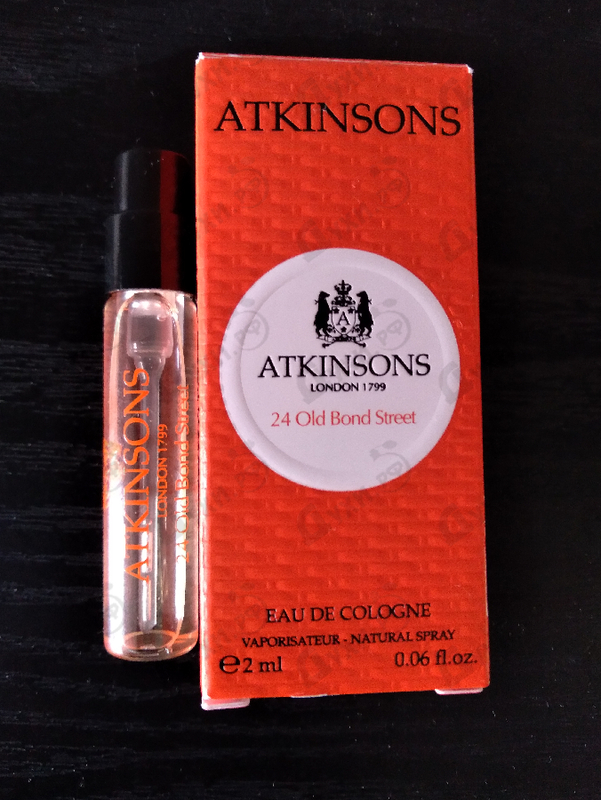 ATKINSONS
A
ATKINSONS
LONDON 1799
24 Old Bond Street
EAU DE COLOGNE
VAPORISATEUR - NATURAL SPRAY
℮2 ml 0.06 fl.oz.
ATKINSONS
LONDON 1799
24 Old Bond Street